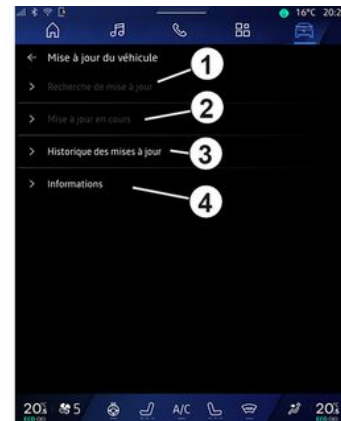 16°C 20:2
Mise à jour du véhicule
1
Recherche de mise à jour
2
Mise à jour en cours
Historique des mises à jour
3
Informations
4
20
5
A/C
20